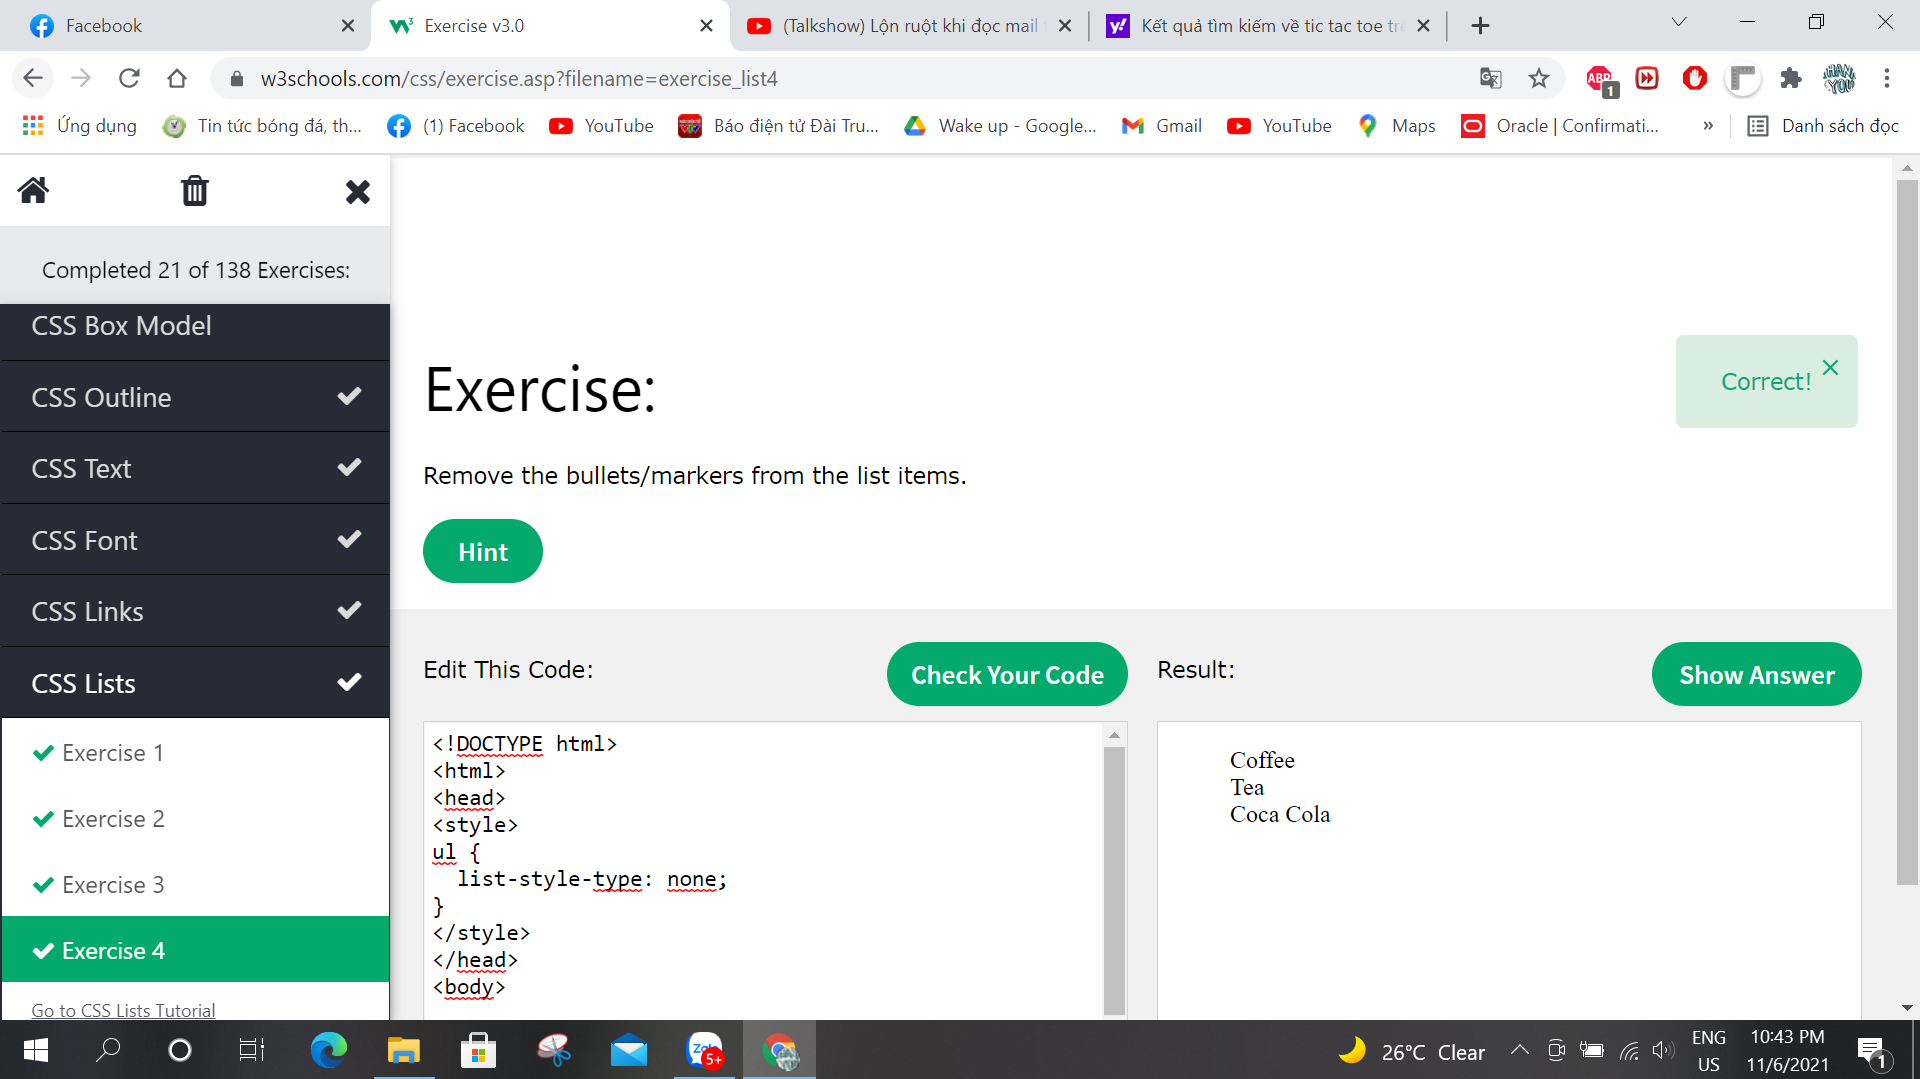 Facebook
Exercise v3.0
(Talkshow) Lộn ruột khi đọc mail
Kết quả tìm kiếm về tic tac toe trê
w3schools.com/css/exercise.asp?filename=exercise_list4
ABP
1
Ứng dụng
Tin tức bóng đá, th...
(1) Facebook
YouTube
Báo điện tử Đài Tru...
Wake up - Google...
Gmail
YouTube
Maps
Oracle | Confirmati...
»
Danh sách đọc
Completed 21 of 138 Exercises:
CSS Box Model
CSS Outline
CSS Text
CSS Font
CSS Links
CSS Lists
Exercise 1
Exercise 2
Exercise 3
Exercise 4
Go to CSS Lists Tutorial
Exercise:
Correct!
Remove the bullets/markers from the list items.
Hint
Edit This Code:
Check Your Code
Result:
Show Answer
<!DOCTYPE html>
<html>
<head>
<style>
ul {
list-style-type: none;
}
</style>
</head>
<body>
Coffee
Tea
Coca Cola
Zalo
5+
26°C Clear
ENG
US
10:43 PM
11/6/2021
1